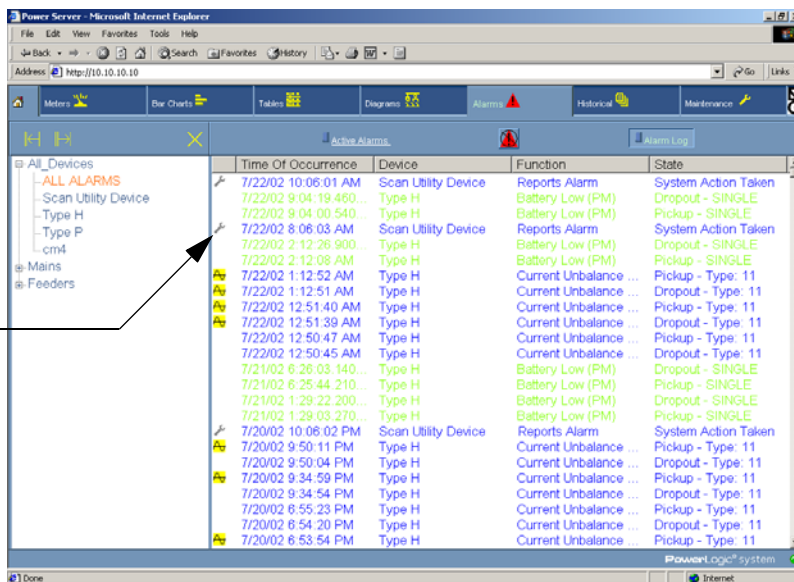 Power Server - Microsoft Internet Explorer
File Edit View Favorites Tools Help
Back Search Favorites History
Address http://10.10.10.10 Go Links
Meters Bar Charts Tables Diagrams Alarms Historical Maintenance
Active Alarms: Alarm Log
All_Devices
ALL ALARMS
Scan Utility Device
Type H
Type P
cm4
Mains
Feeders
Time Of Occurrence Device Function State
7/22/02 10:06:01 AM Scan Utility Device Reports Alarm System Action Taken
7/22/02 9:04:19.460... Type H Battery Low (PM) Dropout - SINGLE
7/22/02 9:04:00.540... Type H Battery Low (PM) Pickup - SINGLE
7/22/02 8:06:03 AM Scan Utility Device Reports Alarm System Action Taken
7/22/02 2:12:26.900... Type H Battery Low (PM) Dropout - SINGLE
7/22/02 2:12:08 AM Type H Battery Low (PM) Pickup - SINGLE
7/22/02 1:12:52 AM Type H Current Unbalance ... Pickup - Type: 11
7/22/02 1:12:51 AM Type H Current Unbalance ... Dropout - Type: 11
7/22/02 12:51:40 AM Type H Current Unbalance ... Pickup - Type: 11
7/22/02 12:51:39 AM Type H Current Unbalance ... Dropout - Type: 11
7/22/02 12:50:47 AM Type H Current Unbalance ... Pickup - Type: 11
7/22/02 12:50:45 AM Type H Current Unbalance ... Dropout - Type: 11
7/21/02 6:26:03.140... Type H Battery Low (PM) Dropout - SINGLE
7/21/02 6:25:44.210... Type H Battery Low (PM) Pickup - SINGLE
7/21/02 1:29:22.200... Type H Battery Low (PM) Dropout - SINGLE
7/21/02 1:29:03.270... Type H Battery Low (PM) Pickup - SINGLE
7/20/02 10:06:02 PM Scan Utility Device Reports Alarm System Action Taken
7/20/02 9:50:11 PM Type H Current Unbalance ... Pickup - Type: 11
7/20/02 9:50:04 PM Type H Current Unbalance ... Dropout - Type: 11
7/20/02 9:34:59 PM Type H Current Unbalance ... Pickup - Type: 11
7/20/02 9:34:54 PM Type H Current Unbalance ... Dropout - Type: 11
7/20/02 6:55:23 PM Type H Current Unbalance ... Pickup - Type: 11
7/20/02 6:54:20 PM Type H Current Unbalance ... Dropout - Type: 11
7/20/02 6:53:54 PM Type H Current Unbalance ... Pickup - Type: 11
PowerLogic® system
Done Internet